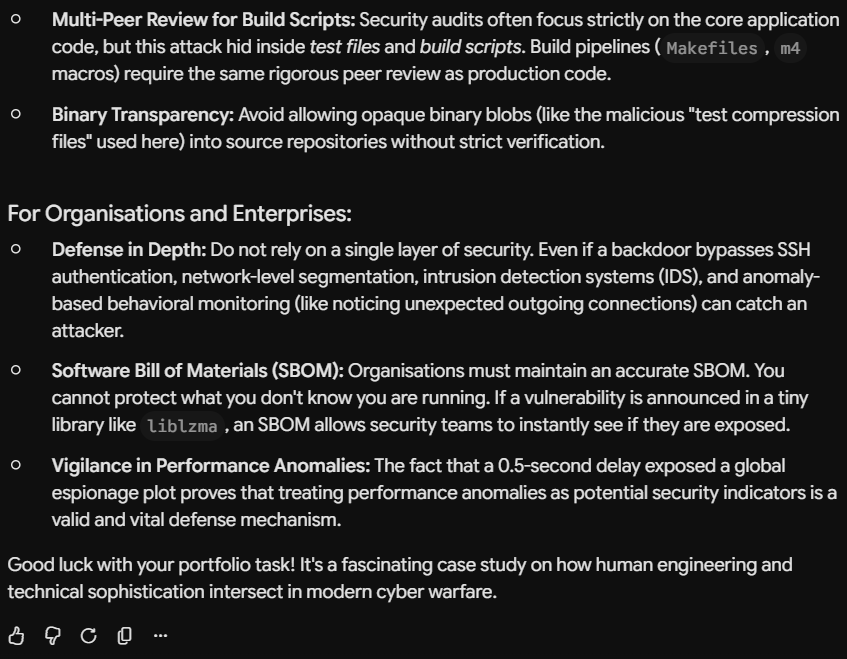 Multi-Peer Review for Build Scripts: Security audits often focus strictly on the core application
code, but this attack hid inside test files and build scripts. Build pipelines ( Makefiles , m4
macros) require the same rigorous peer review as production code.
Binary Transparency: Avoid allowing opaque binary blobs (like the malicious "test compression
files" used here) into source repositories without strict verification.
For Organisations and Enterprises:
Defense in Depth: Do not rely on a single layer of security. Even if a backdoor bypasses SSH
authentication, network-level segmentation, intrusion detection systems (IDS), and anomaly-
based behavioral monitoring (like noticing unexpected outgoing connections) can catch an
attacker.
Software Bill of Materials (SBOM): Organisations must maintain an accurate SBOM. You
cannot protect what you don't know you are running. If a vulnerability is announced in a tiny
library like liblzma , an SBOM allows security teams to instantly see if they are exposed.
Vigilance in Performance Anomalies: The fact that a 0.5-second delay exposed a global
espionage plot proves that treating performance anomalies as potential security indicators is a
valid and vital defense mechanism.
Good luck with your portfolio task! It's a fascinating case study on how human engineering and
technical sophistication intersect in modern cyber warfare.